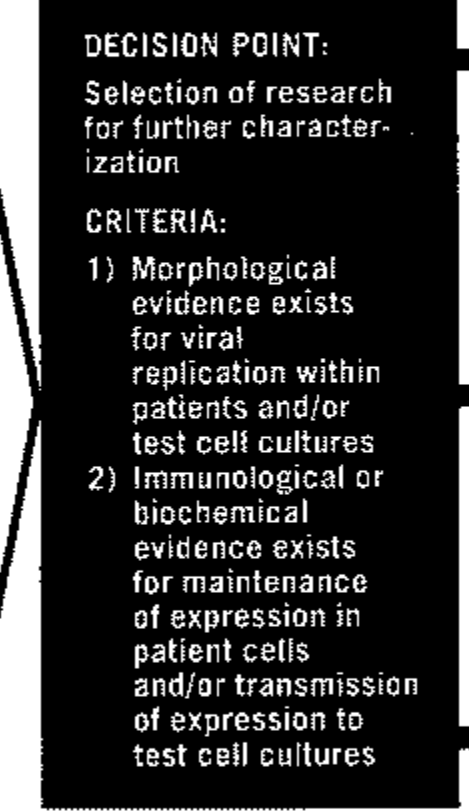 DECISION POINT:
Selection of research
for further character-
ization
CRITERIA:
1) Morphological
evidence exists
for viral
replication within
patients and/or
test cell cultures
2) Immunological or
biochemical
evidence exists
for maintenance
of expression in
patient cells
and/or transmission
of expression to
test cell cultures